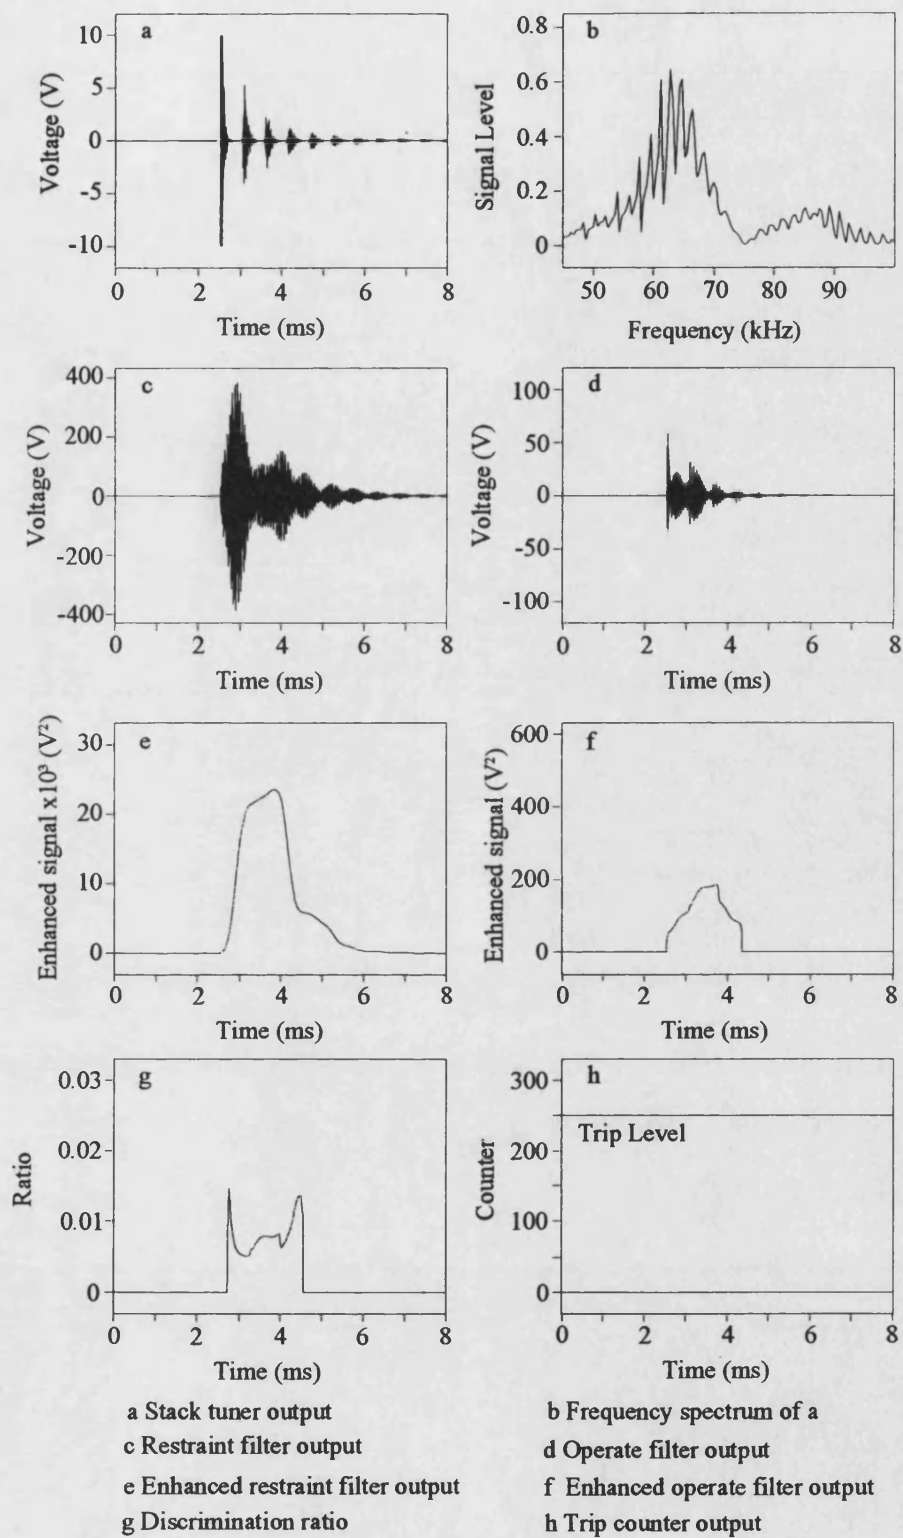 a
10
5
0
-5
-10
Voltage (V)
0 2 4 6 8
Time (ms)
b
0.8
0.6
0.4
0.2
0
Signal Level
50 60 70 80 90
Frequency (kHz)
c
400
200
0
-200
-400
Voltage (V)
0 2 4 6 8
Time (ms)
d
100
50
0
-50
-100
Voltage (V)
0 2 4 6 8
Time (ms)
e
30
20
10
0
Enhanced signal x10³ (V²)
0 2 4 6 8
Time (ms)
f
600
400
200
0
Enhanced signal (V²)
0 2 4 6 8
Time (ms)
g
0.03
0.02
0.01
0
Ratio
0 2 4 6 8
Time (ms)
h
300
Trip Level
200
100
0
Counter
0 2 4 6 8
Time (ms)
a Stack tuner output
b Frequency spectrum of a
c Restraint filter output
d Operate filter output
e Enhanced restraint filter output
f Enhanced operate filter output
g Discrimination ratio
h Trip counter output